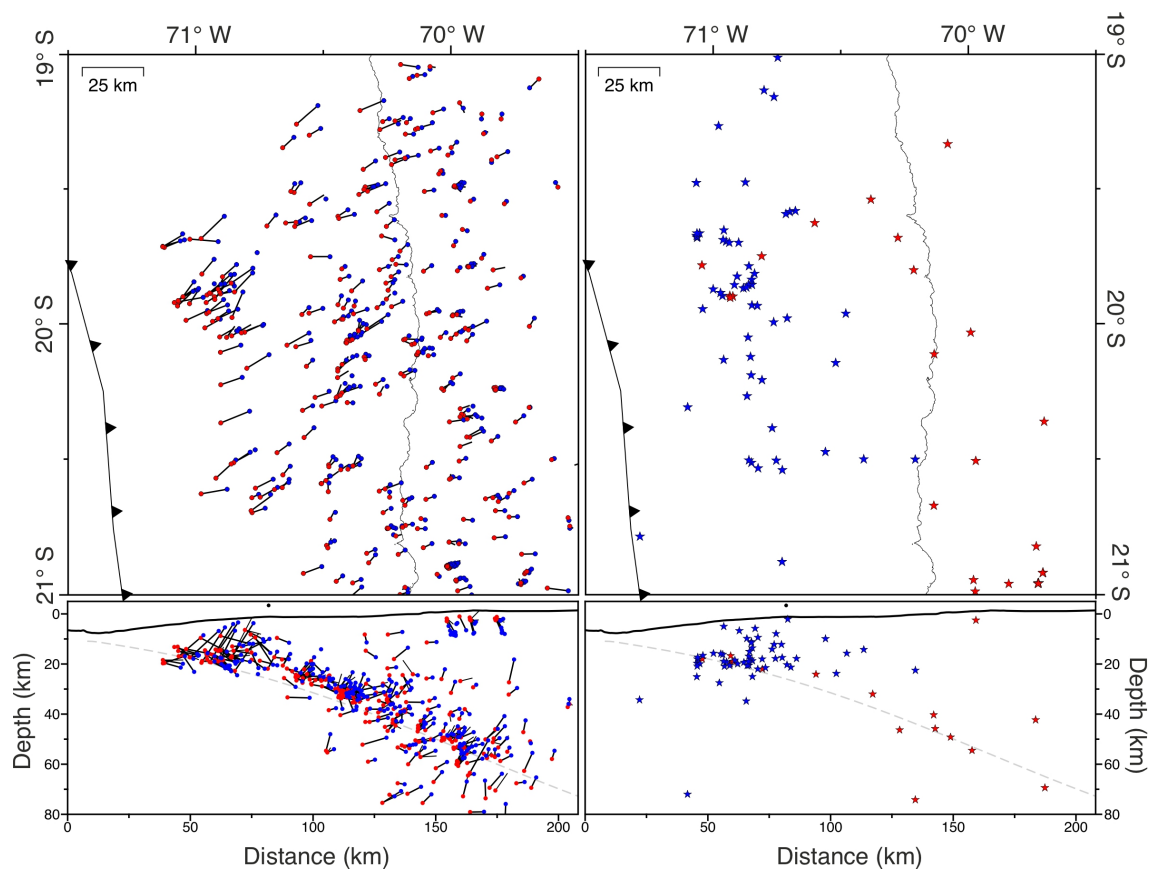 71° W 70° W 71° W 70° W
19° S 19° S
25 km 25 km
20° S 20° S
21° S 21° S
0 0
20 20
40 40
60 60
80 80
Depth (km) Depth (km)
0 50 100 150 200 0 50 100 150 200
Distance (km) Distance (km)